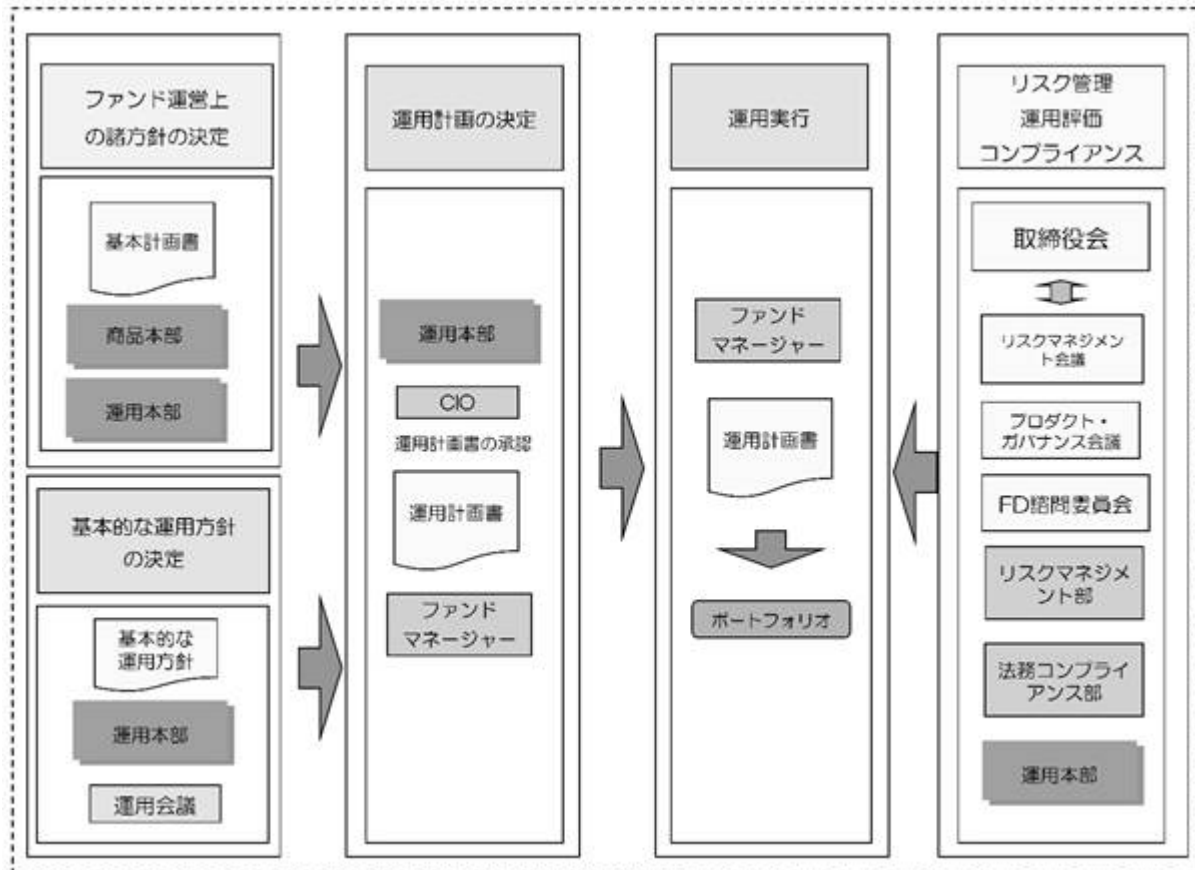 ファンド運営上
の諸方針の決定
基本計画書
商品本部
運用本部
基本的な運用方針
の決定
基本的な
運用方針
運用本部
運用会議
運用計画の決定
運用本部
CIO
運用計画書の承認
運用計画書
ファンド
マネージャー
運用実行
ファンド
マネージャー
運用計画書
ポートフォリオ
リスク管理
運用評価
コンプライアンス
取締役会
リスクマネジメン
ト会議
プロダクト・
ガバナンス会議
FD諮問委員会
リスクマネジメ
ント部
法務コンプライ
アンス部
運用本部